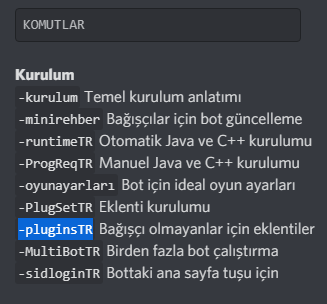 KOMUTLAR
Kurulum
-kurulum Temel kurulum anlatımı
-minirehber Bağışçılar için bot güncelleme
-runtimeTR Otomatik Java ve C++ kurulumu
-ProgReqTR Manuel Java ve C++ kurulumu
-oyunayarları Bot için ideal oyun ayarları
-PlugSetTR Eklenti kurulumu
-pluginsTR Bağışçı olmayanlar için eklentiler
-MultiBotTR Birden fazla bot çalıştırma
-sidloginTR Bottaki ana sayfa tuşu için